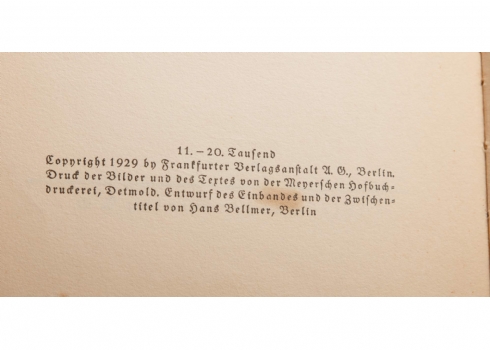 11.–20. Tausend
Copyright 1929 by Frankfurter Verlagsanstalt A. G., Berlin.
Druck der Bilder und des Textes von der Meyerschen Hofbuch-
druckerei, Detmold. Entwurf des Einbandes und der Zwischen-
titel von Hans Bellmer, Berlin